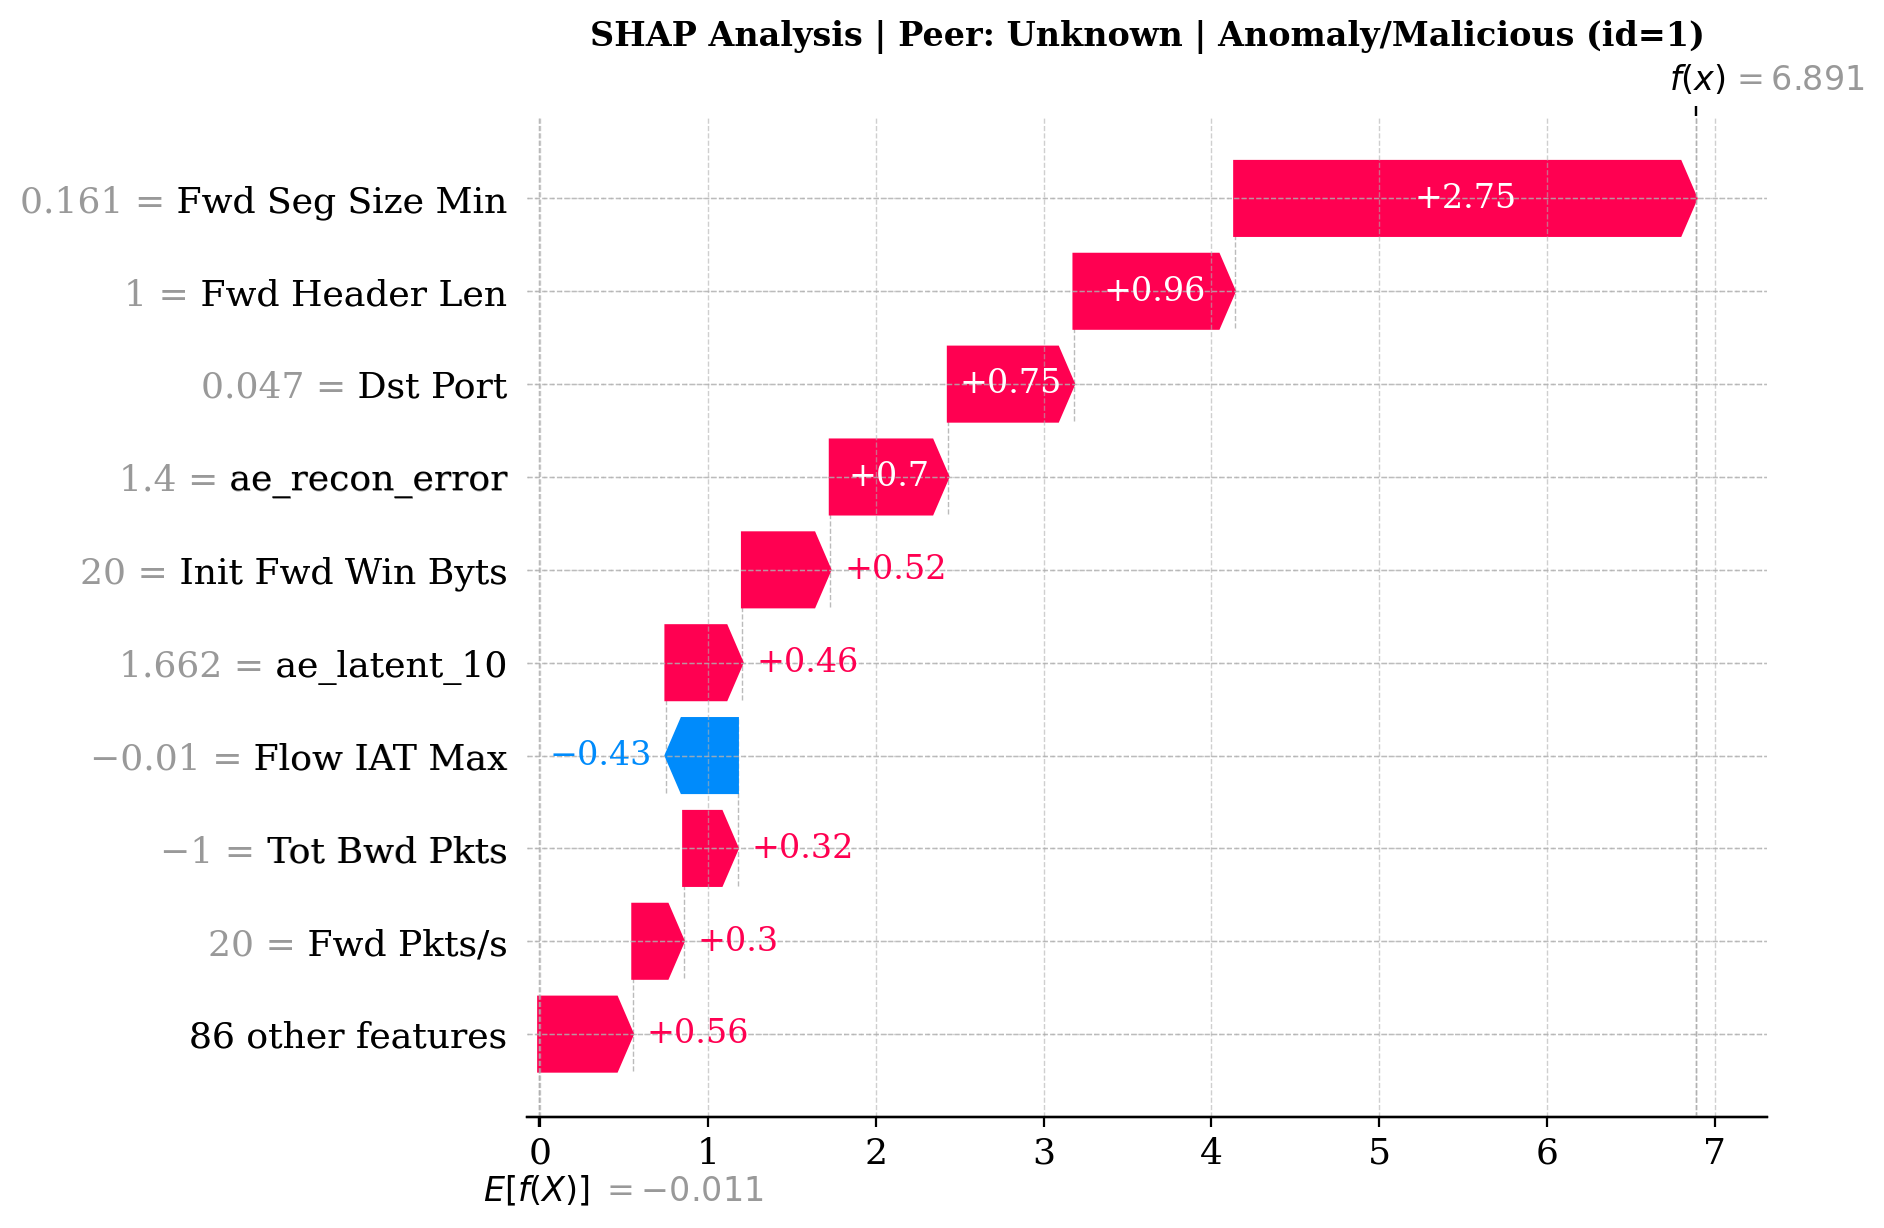 SHAP Analysis | Peer: Unknown | Anomaly/Malicious (id=1)
f(x) = 6.891
0.161 = Fwd Seg Size Min
+2.75
1 = Fwd Header Len
+0.96
0.047 = Dst Port
+0.75
1.4 = ae_recon_error
+0.7
20 = Init Fwd Win Byts
+0.52
1.662 = ae_latent_10
+0.46
−0.01 = Flow IAT Max
−0.43
−1 = Tot Bwd Pkts
+0.32
20 = Fwd Pkts/s
+0.3
86 other features
+0.56
0 1 2 3 4 5 6 7
E[f(X)] = −0.011